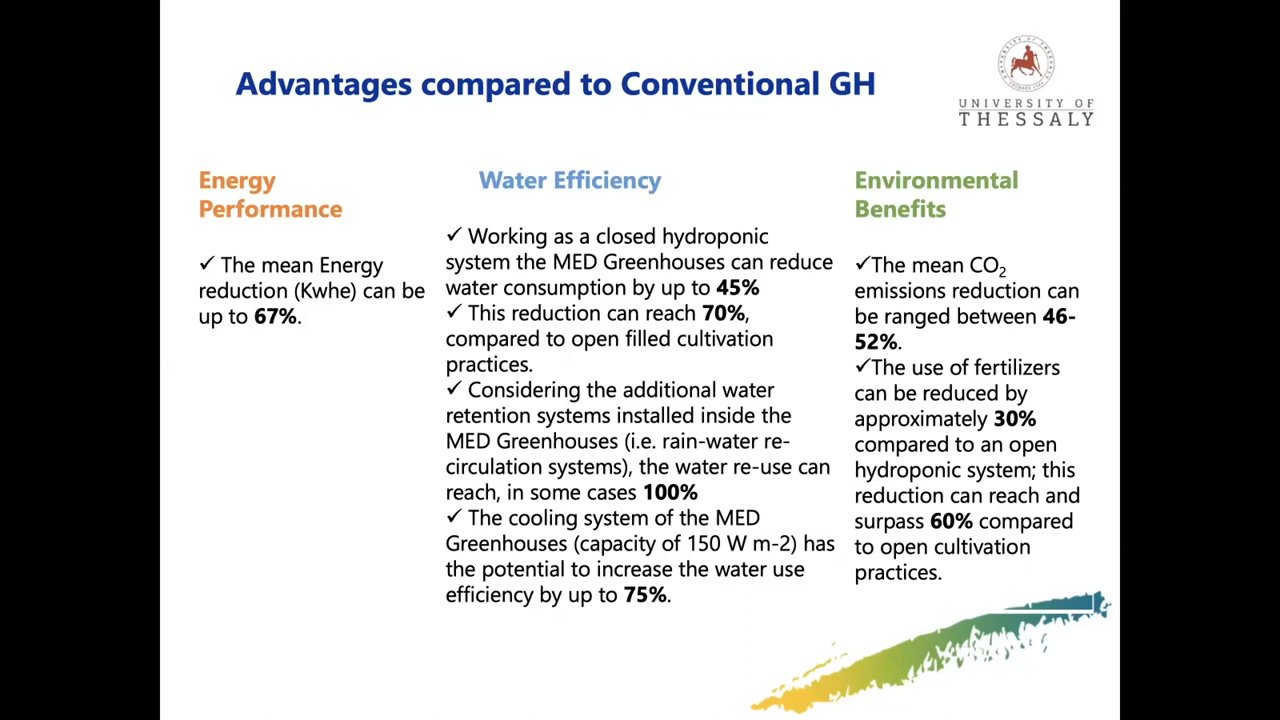 Advantages compared to Conventional GH
UNIVERSITY OF
THESSALY
Energy
Performance
✓ The mean Energy
reduction (Kwhe) can be
up to 67%.
Water Efficiency
✓ Working as a closed hydroponic
system the MED Greenhouses can reduce
water consumption by up to 45%
✓ This reduction can reach 70%,
compared to open filled cultivation
practices.
✓ Considering the additional water
retention systems installed inside the
MED Greenhouses (i.e. rain-water re-
circulation systems), the water re-use can
reach, in some cases 100%
✓ The cooling system of the MED
Greenhouses (capacity of 150 W m-2) has
the potential to increase the water use
efficiency by up to 75%.
Environmental
Benefits
✓The mean CO₂
emissions reduction can
be ranged between 46-
52%.
✓The use of fertilizers
can be reduced by
approximately 30%
compared to an open
hydroponic system; this
reduction can reach and
surpass 60% compared
to open cultivation
practices.